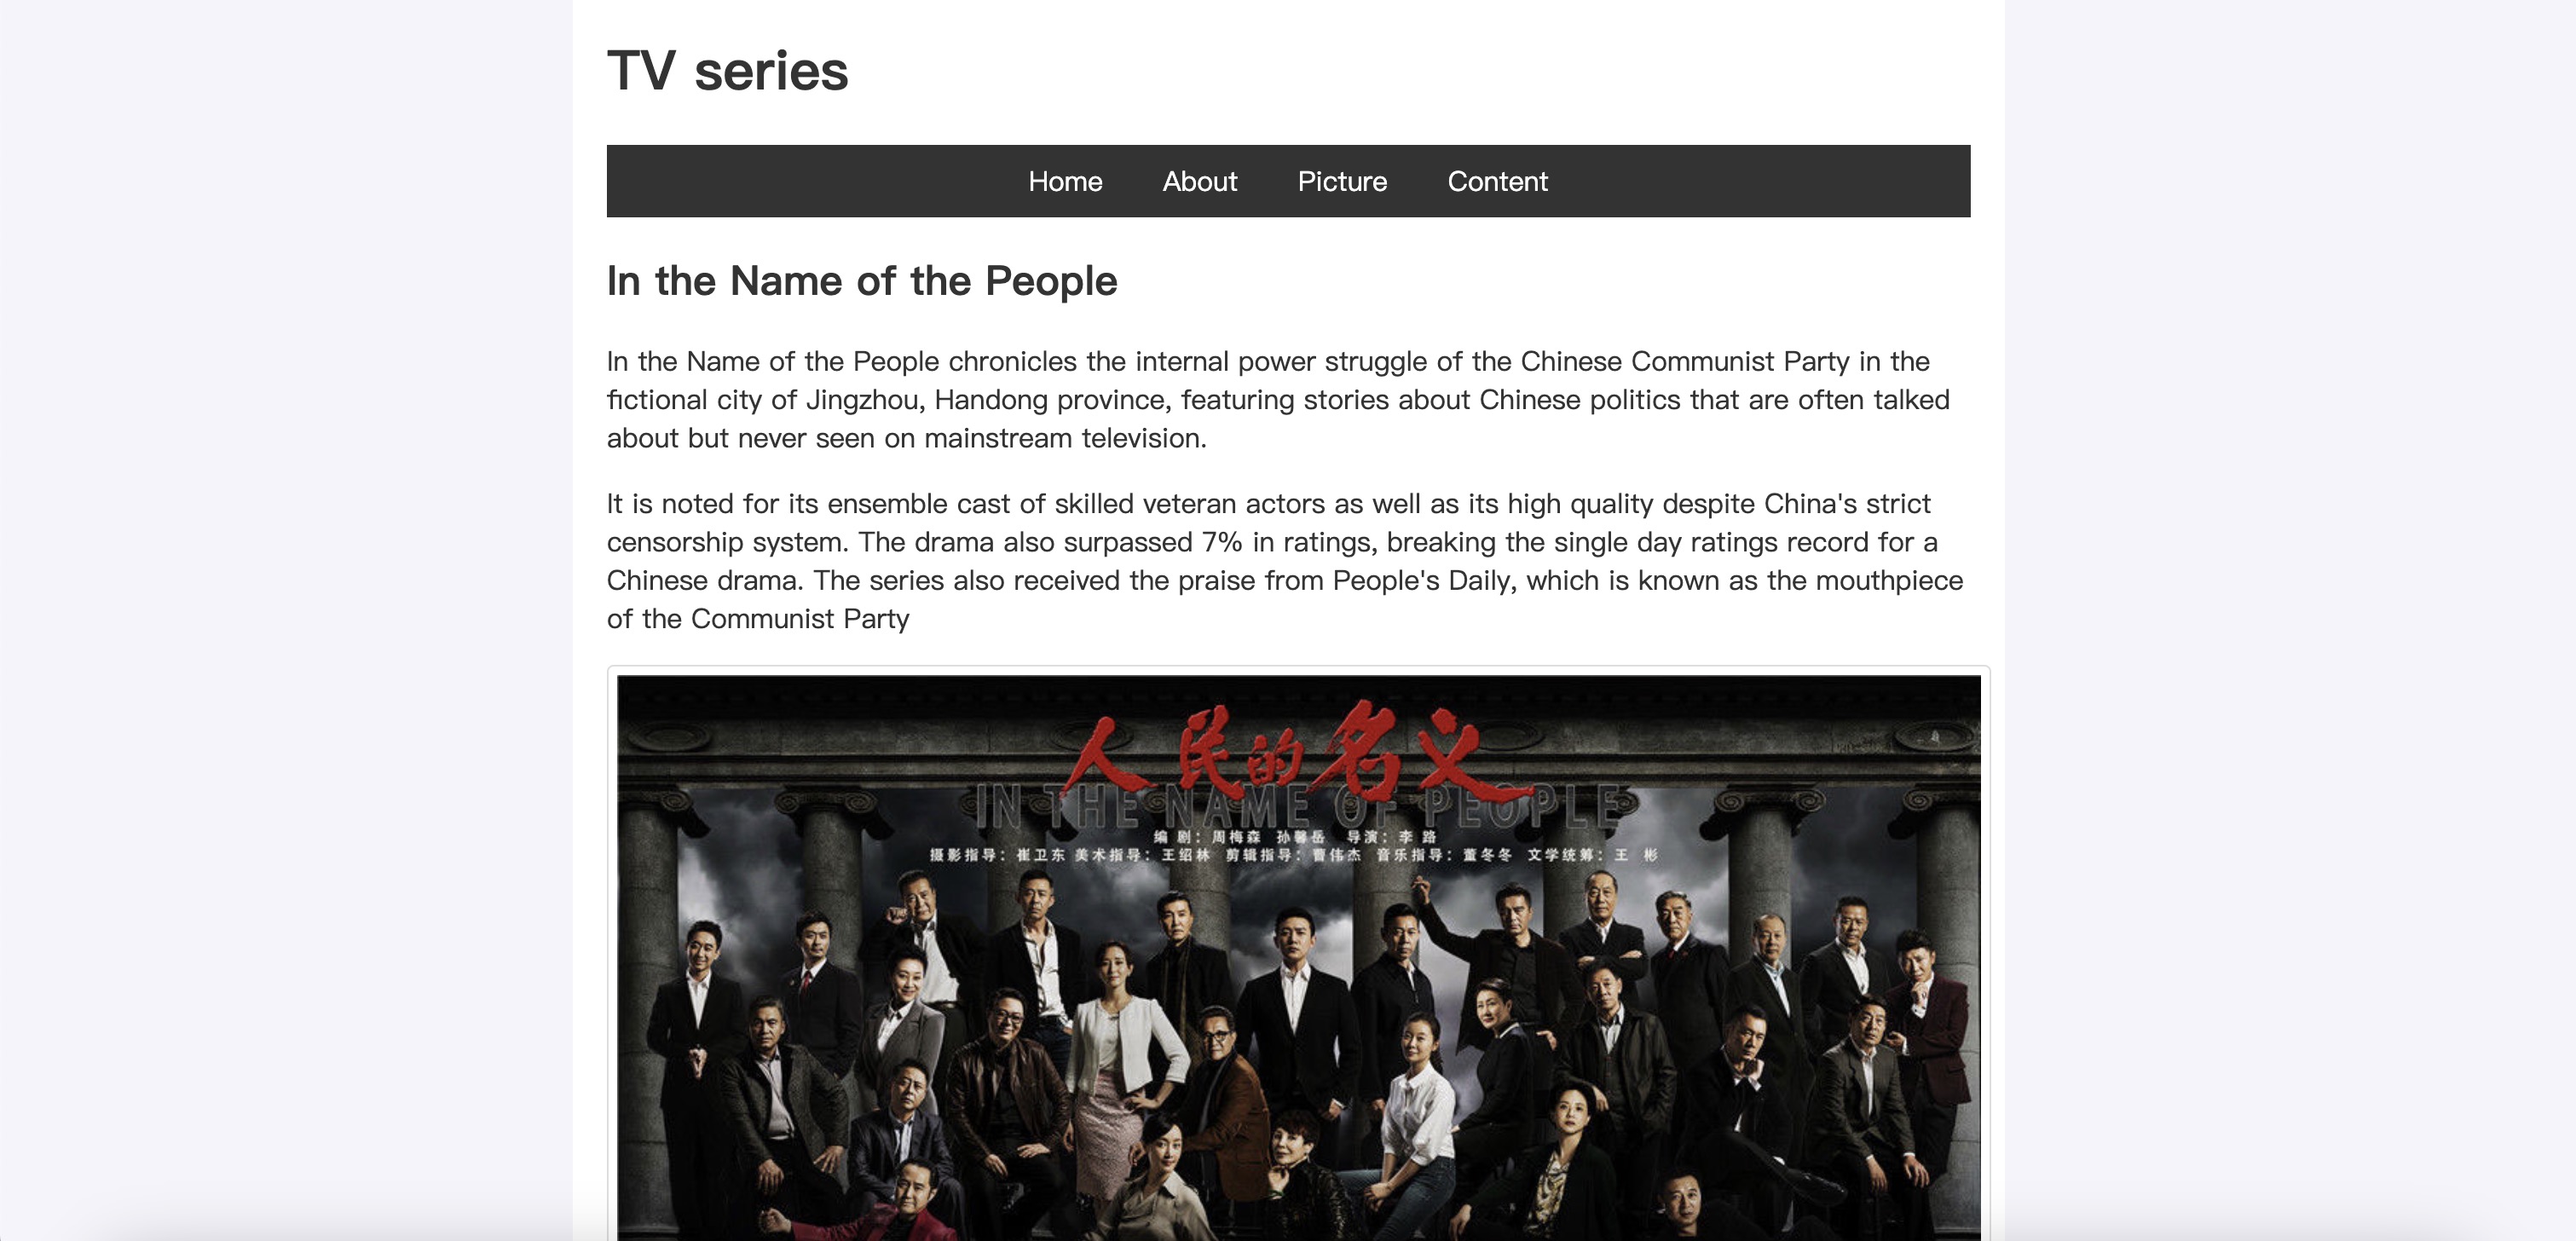 TV series
Home About Picture Content
In the Name of the People
In the Name of the People chronicles the internal power struggle of the Chinese Communist Party in the
fictional city of Jingzhou, Handong province, featuring stories about Chinese politics that are often talked
about but never seen on mainstream television.
It is noted for its ensemble cast of skilled veteran actors as well as its high quality despite China's strict
censorship system. The drama also surpassed 7% in ratings, breaking the single day ratings record for a
Chinese drama. The series also received the praise from People's Daily, which is known as the mouthpiece
of the Communist Party
人民的名义
IN THE NAME OF PEOPLE
编 剧：周梅森 孙馨岳 导演：李 路
摄影指导：崔卫东 美术指导：王绍林 剪辑指导：曹伟杰 音乐指导：董冬冬 文学统筹：王 彬